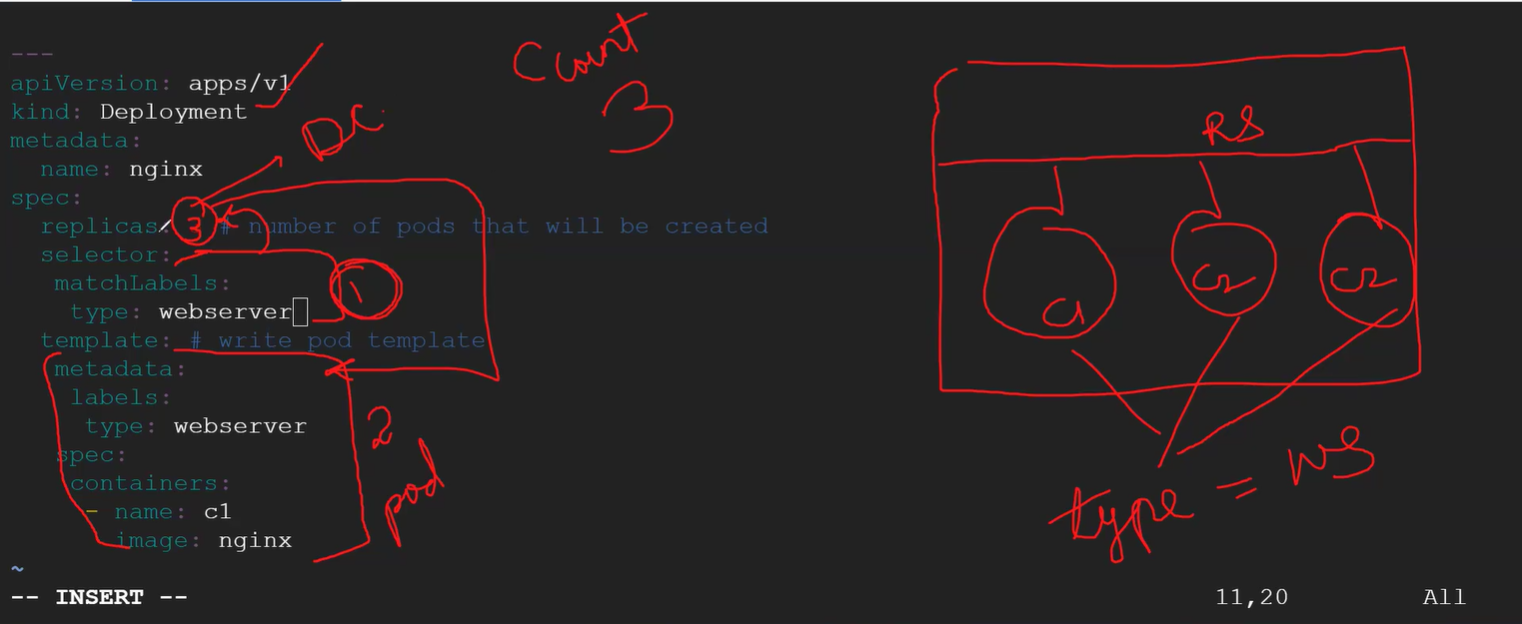 ---
apiVersion: apps/v1
kind: Deployment
metadata:
  name: nginx
spec:
  replicas: 3 # number of pods that will be created
  selector:
   matchLabels:
    type: webserver
  template: # write pod template
   metadata:
    labels:
     type: webserver
   spec:
    containers:
     - name: c1
       image: nginx
~
-- INSERT --
11,20
All
DC
Count
3
1
2
pod
RS
C1
C2
C2
type = WS